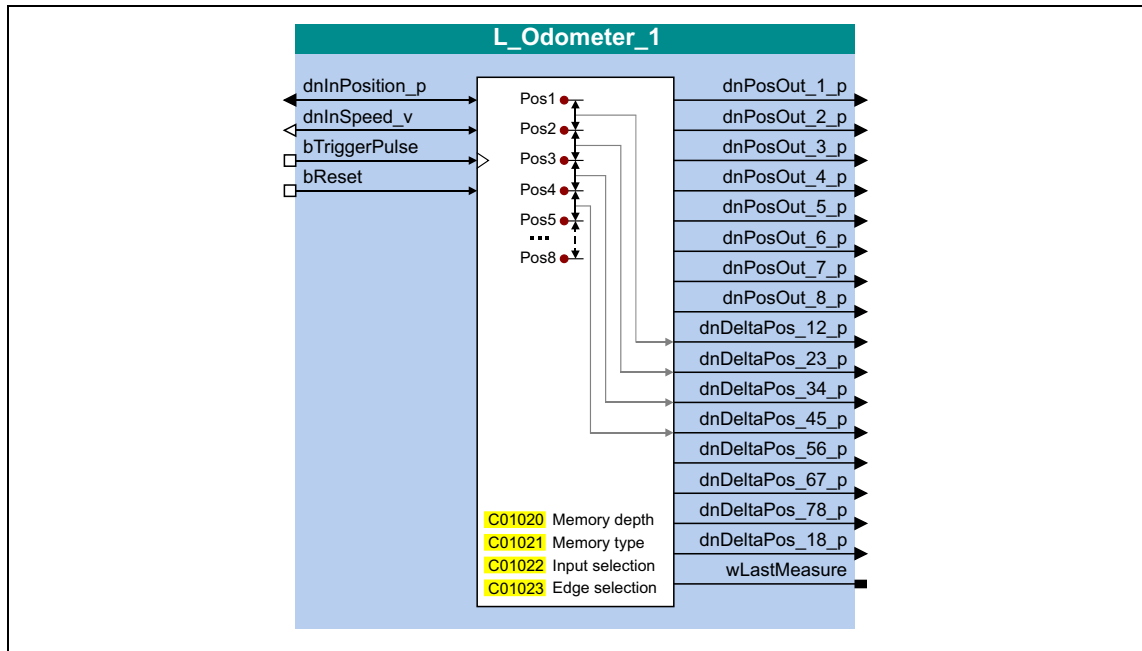 L_Odometer_1
dnInPosition_p
dnInSpeed_v
bTriggerPulse
bReset
Pos1
Pos2
Pos3
Pos4
Pos5
...
Pos8
C01020 Memory depth
C01021 Memory type
C01022 Input selection
C01023 Edge selection
dnPosOut_1_p
dnPosOut_2_p
dnPosOut_3_p
dnPosOut_4_p
dnPosOut_5_p
dnPosOut_6_p
dnPosOut_7_p
dnPosOut_8_p
dnDeltaPos_12_p
dnDeltaPos_23_p
dnDeltaPos_34_p
dnDeltaPos_45_p
dnDeltaPos_56_p
dnDeltaPos_67_p
dnDeltaPos_78_p
dnDeltaPos_18_p
wLastMeasure